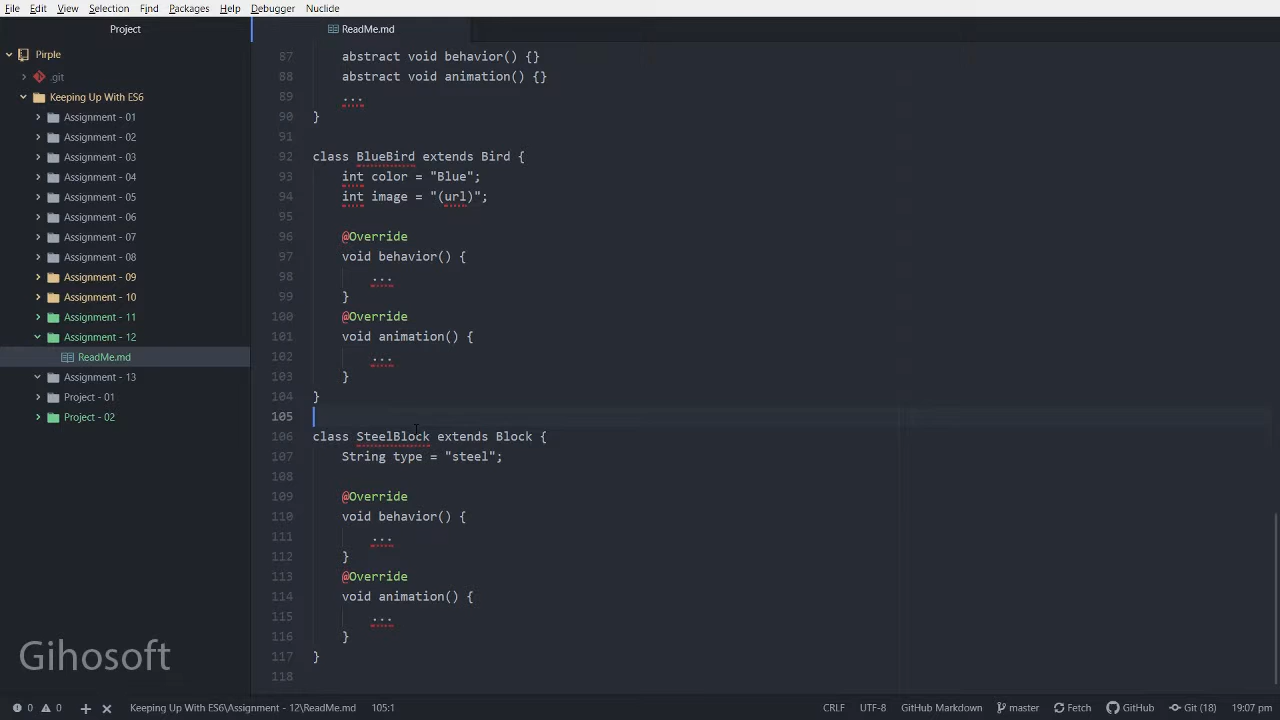 File Edit View Selection Find Packages Help Debugger Nuclide
Project
ReadMe.md
Pirple
.git
Keeping Up With ES6
Assignment - 01
Assignment - 02
Assignment - 03
Assignment - 04
Assignment - 05
Assignment - 06
Assignment - 07
Assignment - 08
Assignment - 09
Assignment - 10
Assignment - 11
Assignment - 12
ReadMe.md
Assignment - 13
Project - 01
Project - 02
87 abstract void behavior() {}
88 abstract void animation() {}
89 ...
90 }
91
92 class BlueBird extends Bird {
93 int color = "Blue";
94 int image = "(url)";
95
96 @Override
97 void behavior() {
98 ...
99 }
100 @Override
101 void animation() {
102 ...
103 }
104 }
105
106 class SteelBlock extends Block {
107 String type = "steel";
108
109 @Override
110 void behavior() {
111 ...
112 }
113 @Override
114 void animation() {
115 ...
116 }
117 }
118
Gihosoft
0 0 + × Keeping Up With ES6\Assignment - 12\ReadMe.md 105:1 CRLF UTF-8 GitHub Markdown master Fetch GitHub Git (18) 19:07 pm